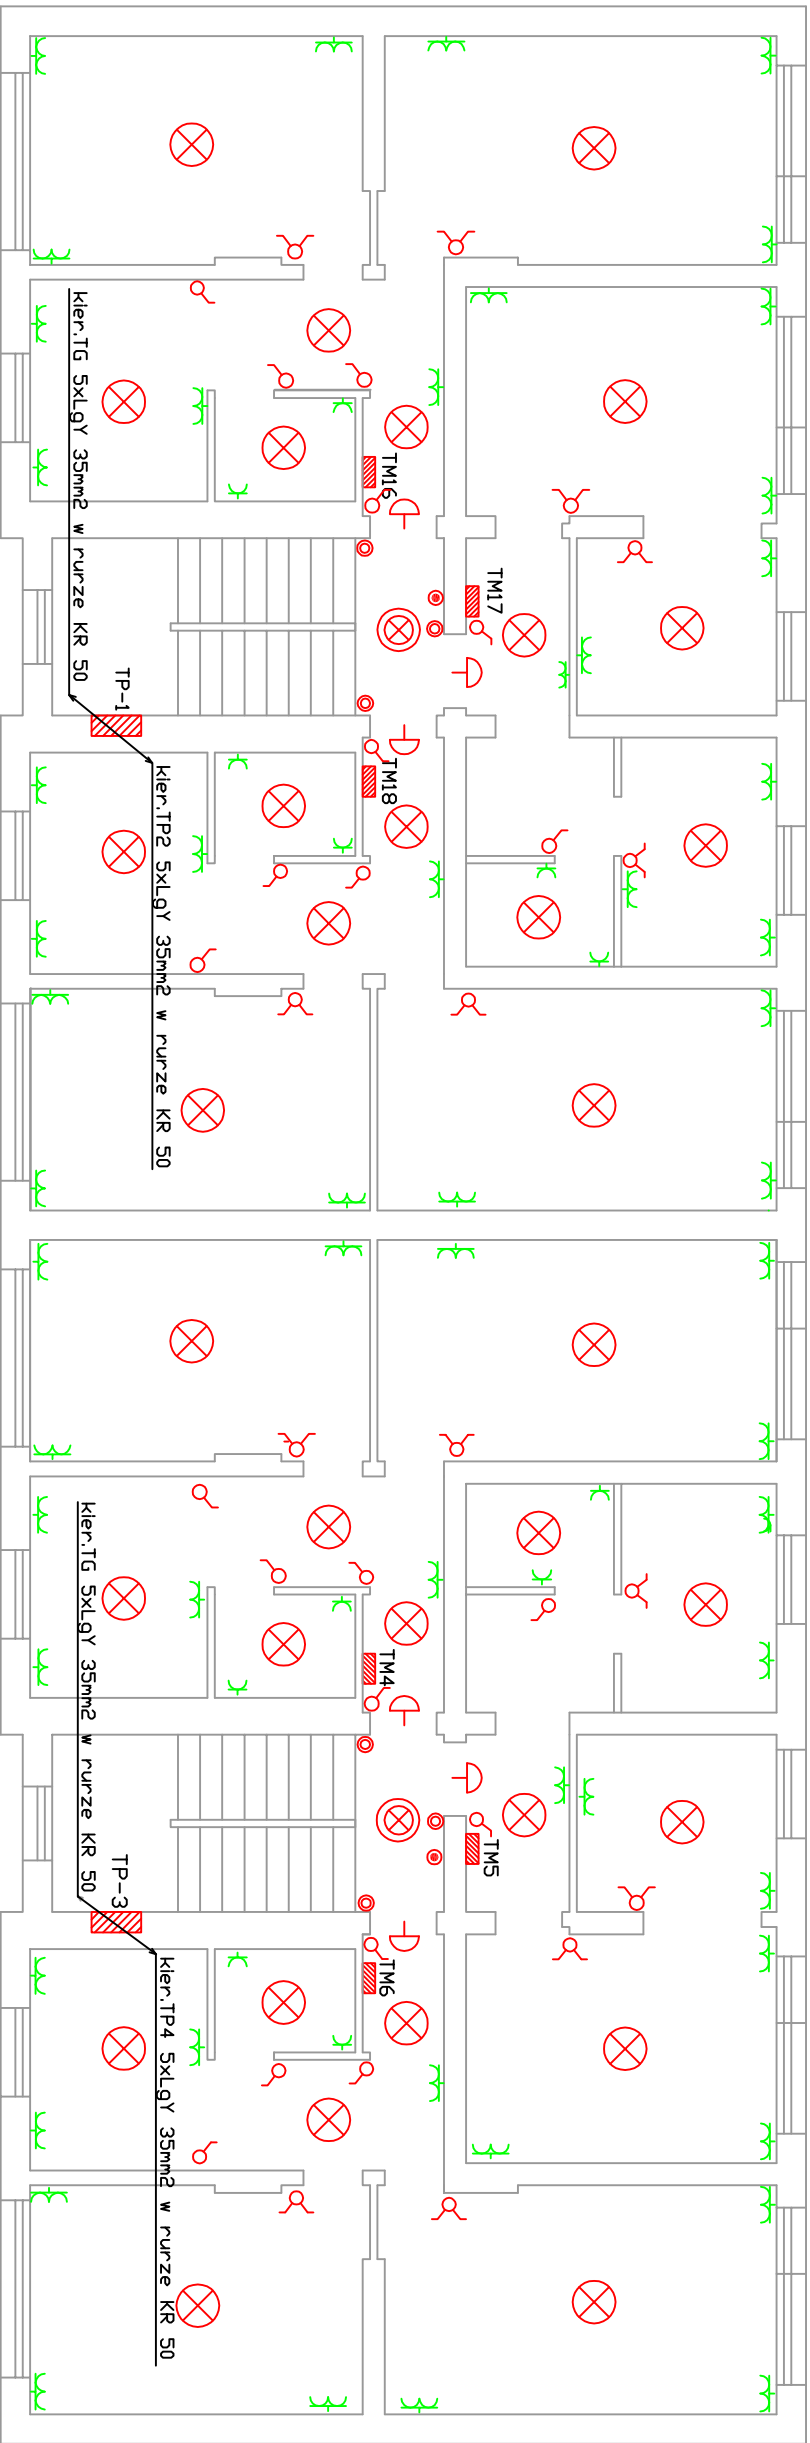 kier.TG 5xLgY 35mm2 w rurze KR 50
TM16
TM17
TP-1
TM18
kier.TP2 5xLgY 35mm2 w rurze KR 50
kier.TG 5xLgY 35mm2 w rurze KR 50
TM4
TM5
TP-3
TM6
kier.TP4 5xLgY 35mm2 w rurze KR 50